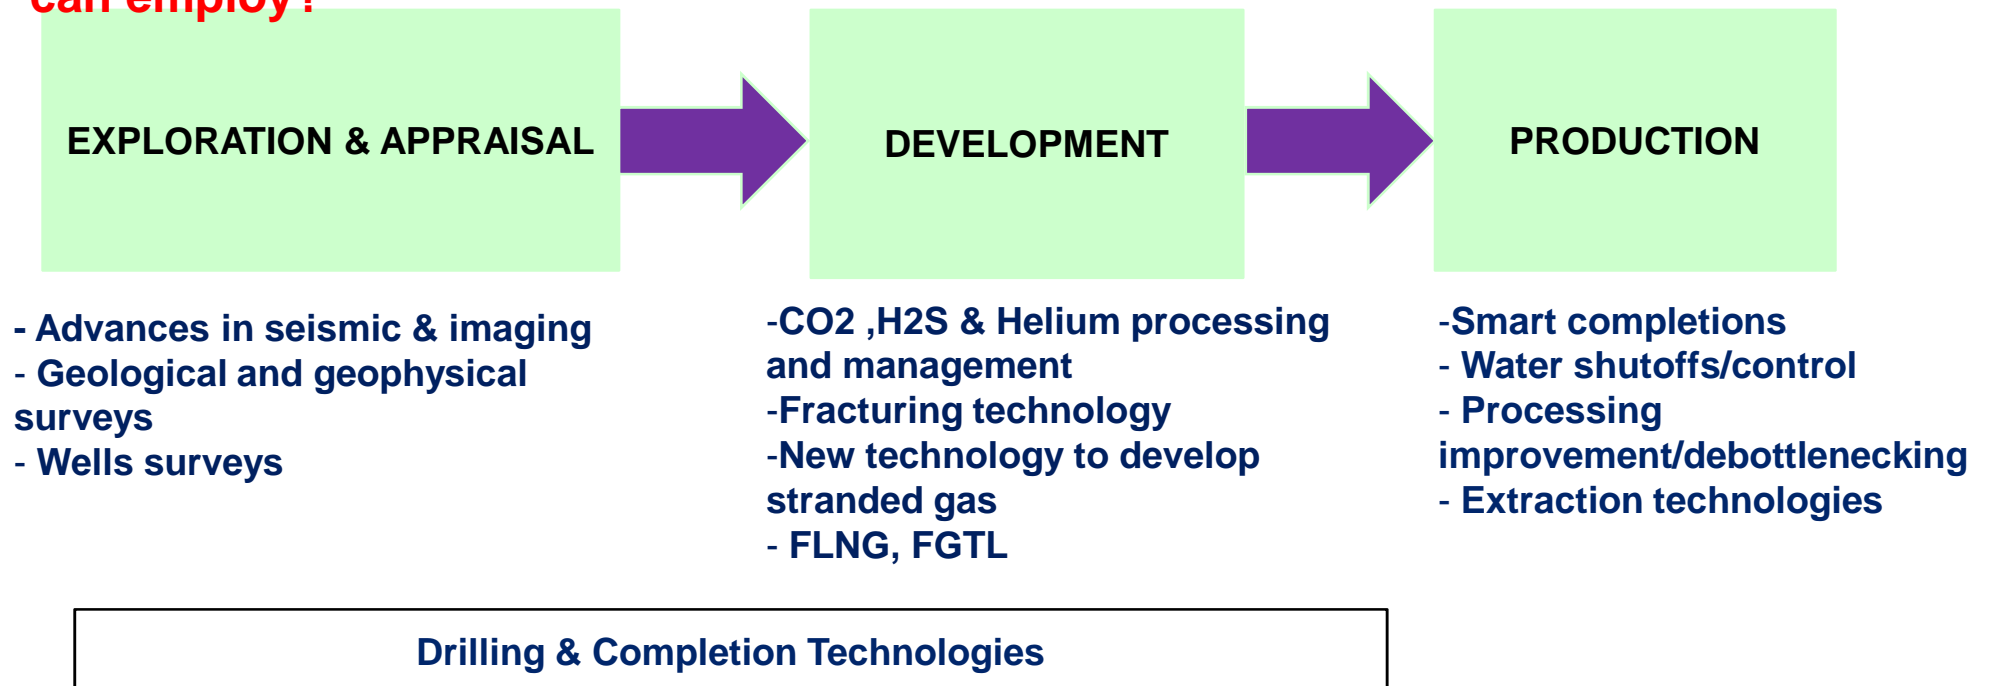 can employ?
EXPLORATION & APPRAISAL
DEVELOPMENT
PRODUCTION
- Advances in seismic & imaging
- Geological and geophysical
surveys
- Wells surveys
-CO2 ,H2S & Helium processing
and management
-Fracturing technology
-New technology to develop
stranded gas
- FLNG, FGTL
-Smart completions
- Water shutoffs/control
- Processing
improvement/debottlenecking
- Extraction technologies
Drilling & Completion Technologies